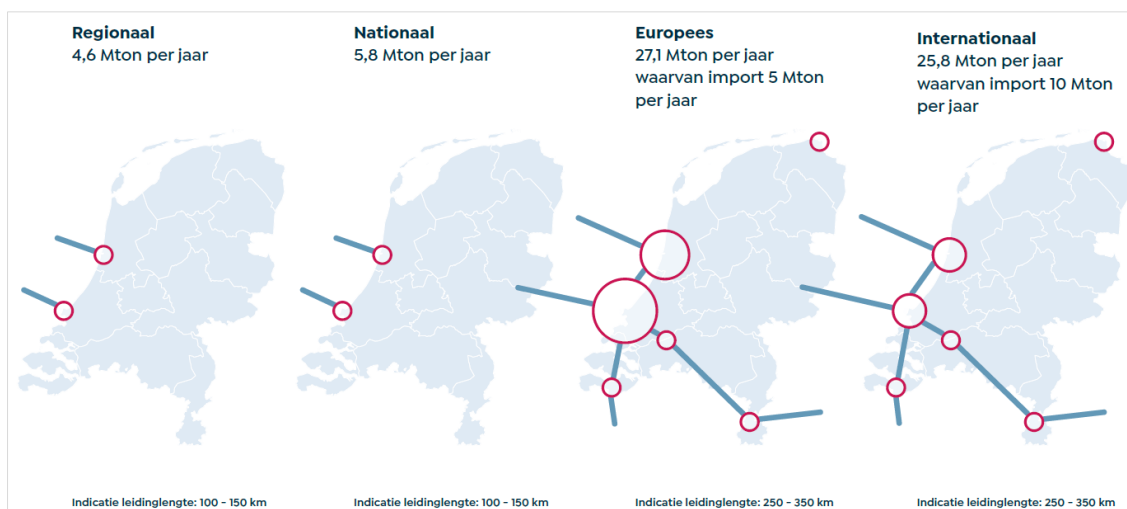 Regionaal
4,6 Mton per jaar
Nationaal
5,8 Mton per jaar
Europees
27,1 Mton per jaar
waarvan import 5 Mton
per jaar
Internationaal
25,8 Mton per jaar
waarvan import 10 Mton
per jaar
Indicatie leidinglengte: 100 - 150 km
Indicatie leidinglengte: 100 - 150 km
Indicatie leidinglengte: 250 - 350 km
Indicatie leidinglengte: 250 - 350 km